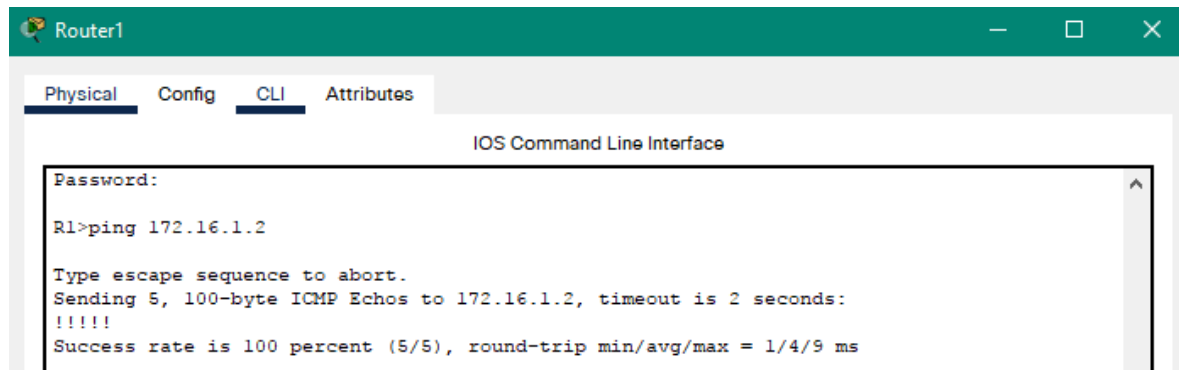 Router1
Physical Config CLI Attributes
IOS Command Line Interface
Password:
R1>ping 172.16.1.2
Type escape sequence to abort.
Sending 5, 100-byte ICMP Echos to 172.16.1.2, timeout is 2 seconds:
!!!!!
Success rate is 100 percent (5/5), round-trip min/avg/max = 1/4/9 ms